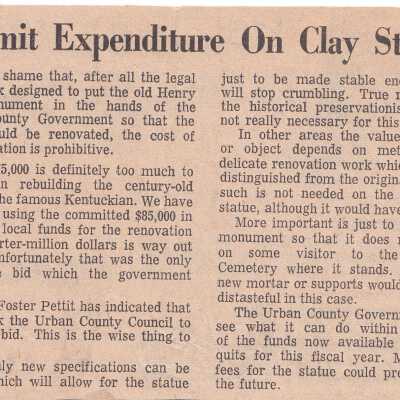 mit Expenditure On Clay St
shame that, after all the legal
k designed to put the old Henry
nument in the hands of the
ounty Government so that the
uld be renovated, the cost of
ation is prohibitive.
75,000 is definitely too much to
n rebuilding the century-old
the famous Kentuckian. We have
using the committed $85,000 in
local funds for the renovation
rter-million dollars is way out
nfortunately that was the only
e bid which the government
Foster Pettit has indicated that
k the Urban County Council to
bid. This is the wise thing to
ly new specifications can be
hich will allow for the statue
just to be made stable en
will stop crumbling. True r
the historical preservationis
not really necessary for this
In other areas the value
or object depends on met
delicate renovation work whic
distinguished from the origin
such is not needed on the
statue, although it would have
More important is just to
monument so that it does n
on some visitor to the
Cemetery where it stands.
new mortar or supports would
distasteful in this case.
The Urban County Govern
see what it can do within
of the funds now available
quits for this fiscal year. M
fees for the statue could pre
the future.